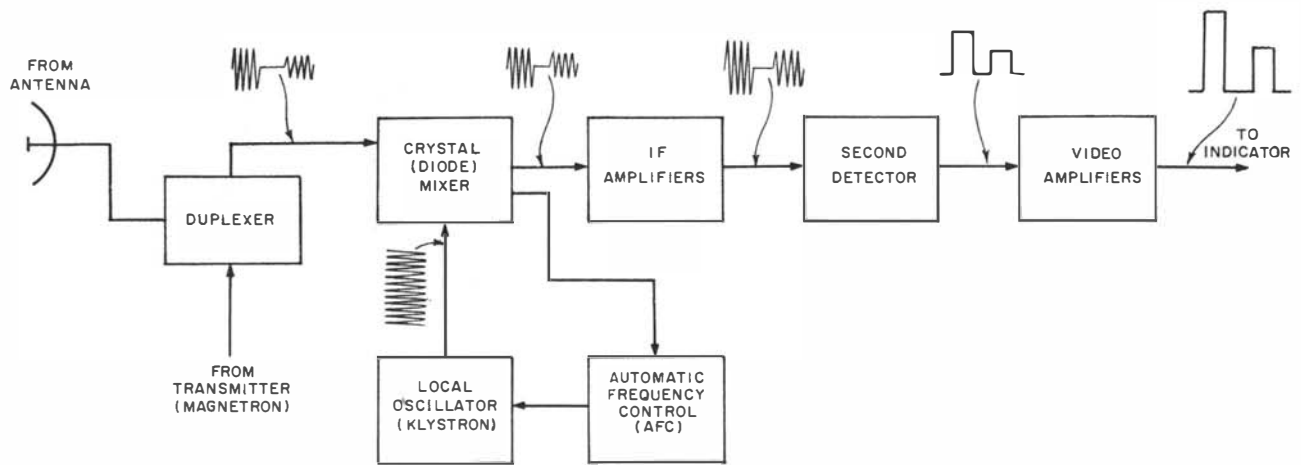 FROM
ANTENNA
DUPLEXER
FROM
TRANSMITTER
(MAGNETRON)
CRYSTAL
(DIODE)
MIXER
LOCAL
OSCILLATOR
(KLYSTRON)
AUTOMATIC
FREQUENCY
CONTROL
(AFC)
IF
AMPLIFIERS
SECOND
DETECTOR
VIDEO
AMPLIFIERS
TO
INDICATOR